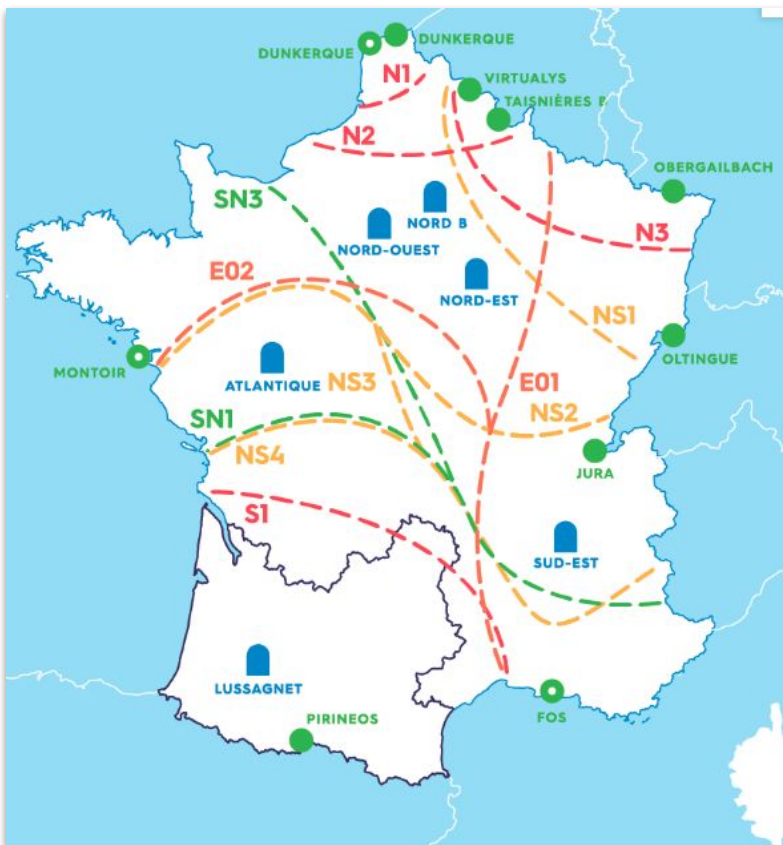 DUNKERQUE
DUNKERQUE
N1
VIRTUALYS
TAISNIÈRES B
N2
OBERGAILBACH
SN3
NORD B
NORD-OUEST
N3
E02
NORD-EST
NS1
OLTINGUE
MONTOIR
ATLANTIQUE
NS3
E01
NS2
SN1
NS4
JURA
S1
SUD-EST
LUSSAGNET
PIRINEOS
FOS